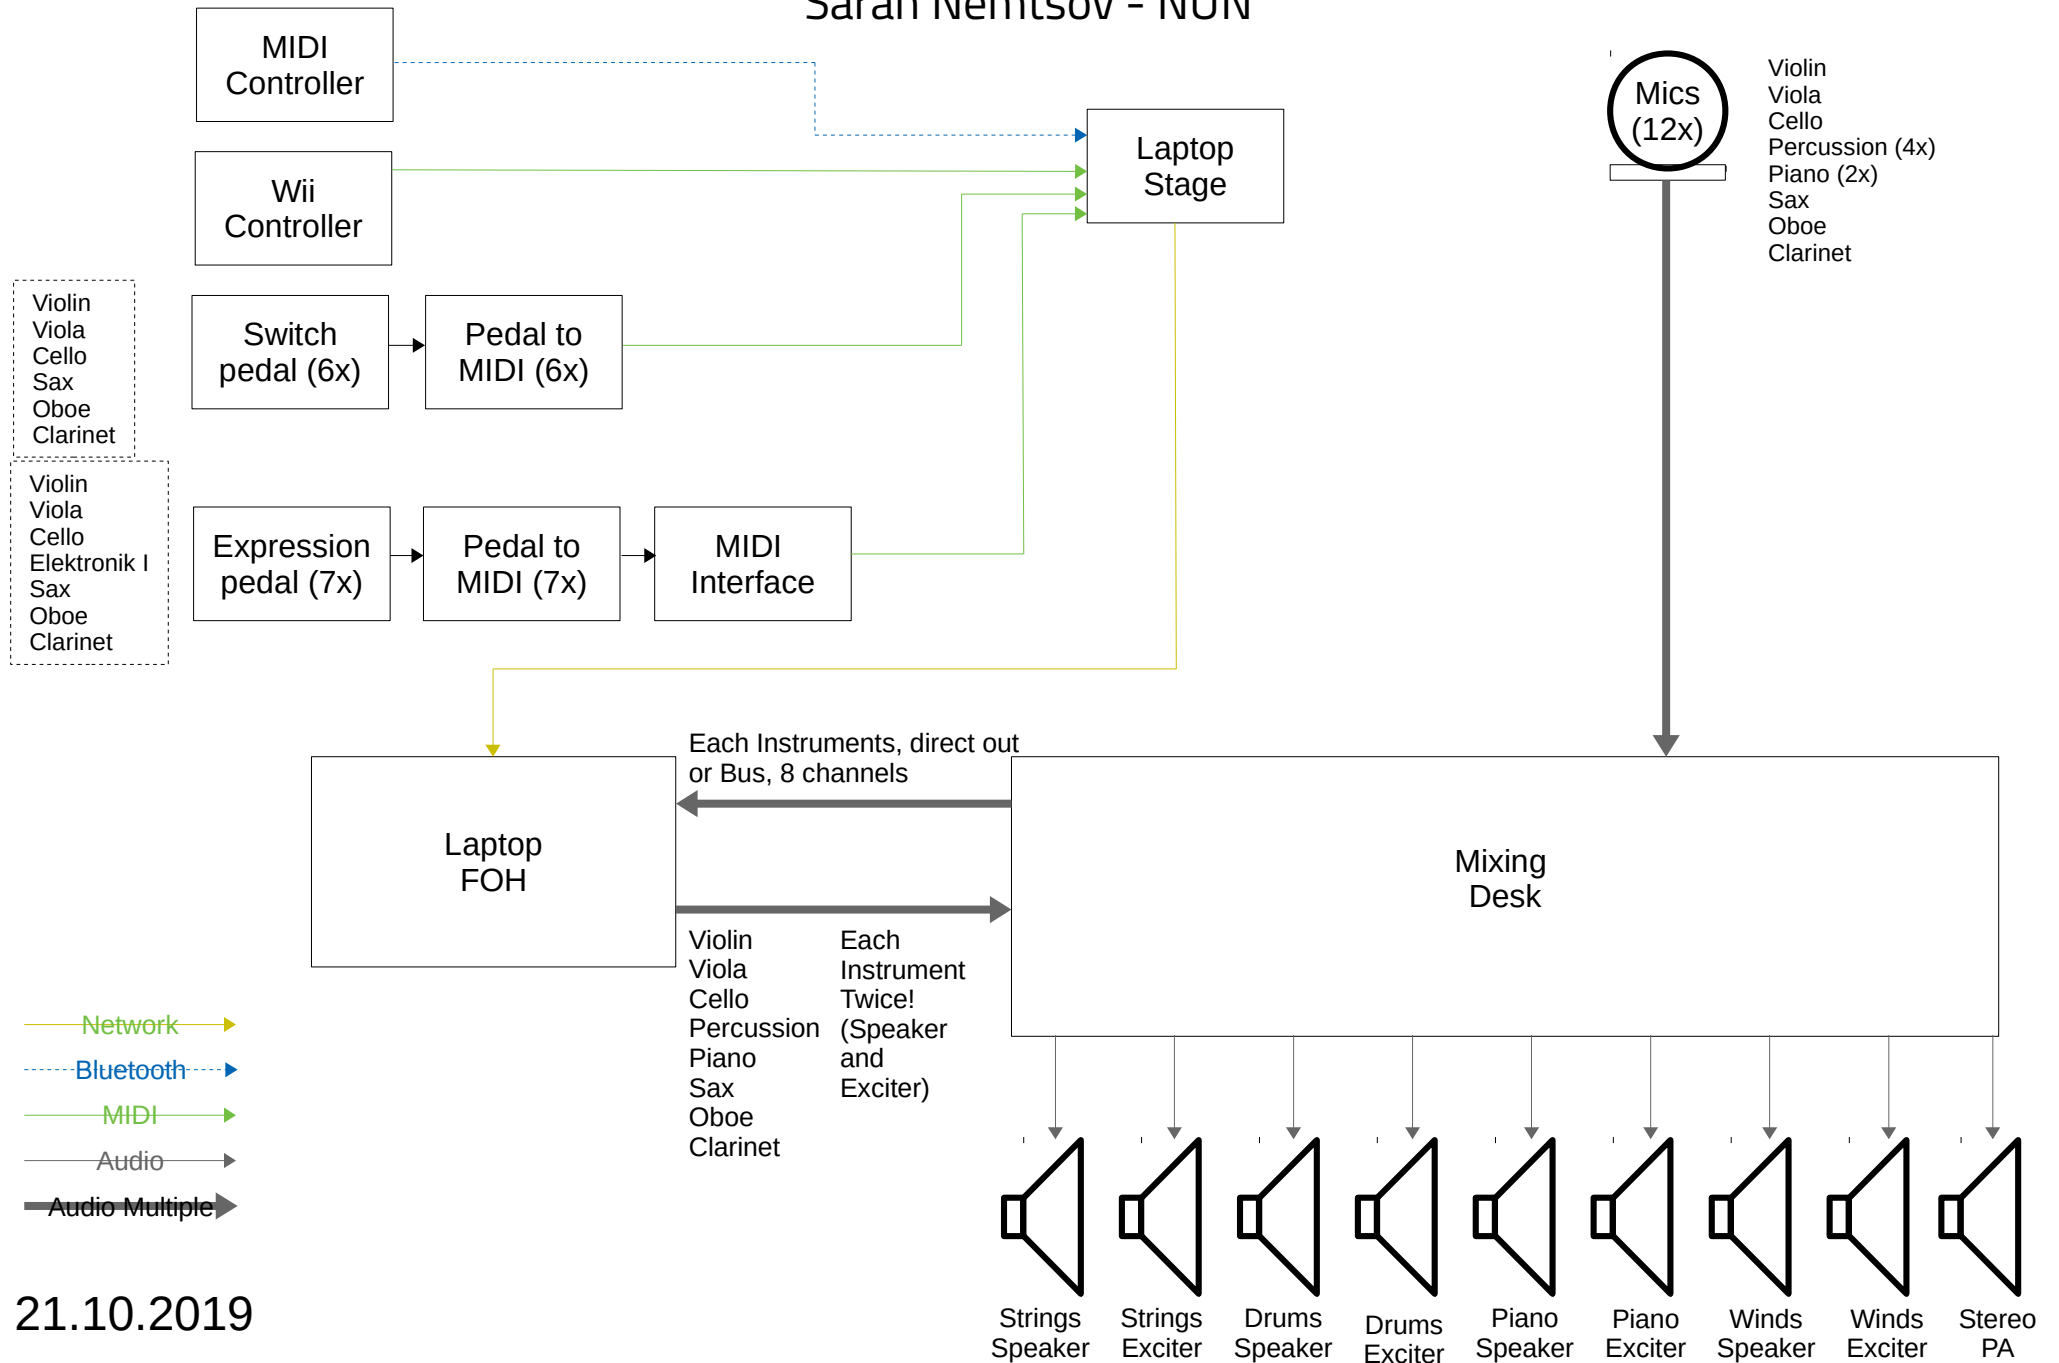 Sarah Nemtsov - NUN
MIDI
Controller
Wii
Controller
Laptop
Stage
Mics
(12x)
Violin
Viola
Cello
Percussion (4x)
Piano (2x)
Sax
Oboe
Clarinet
Violin
Viola
Cello
Sax
Oboe
Clarinet
Switch
pedal (6x)
Pedal to
MIDI (6x)
Violin
Viola
Cello
Elektronik I
Sax
Oboe
Clarinet
Expression
pedal (7x)
Pedal to
MIDI (7x)
MIDI
Interface
Each Instruments, direct out
or Bus, 8 channels
Laptop
FOH
Mixing
Desk
Violin
Viola
Cello
Percussion
Piano
Sax
Oboe
Clarinet
Each
Instrument
Twice!
(Speaker
and
Exciter)
Network
Bluetooth
MIDI
Audio
Audio Multiple
21.10.2019
Strings
Speaker
Strings
Exciter
Drums
Speaker
Drums
Exciter
Piano
Speaker
Piano
Exciter
Winds
Speaker
Winds
Exciter
Stereo
PA